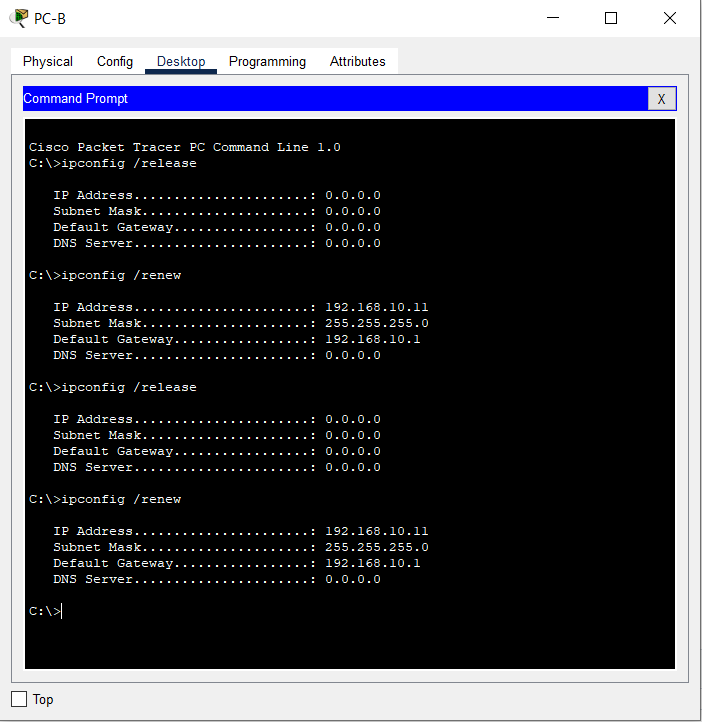 PC-B
Physical Config Desktop Programming Attributes
Command Prompt X
Cisco Packet Tracer PC Command Line 1.0
C:\>ipconfig /release
IP Address......................: 0.0.0.0
Subnet Mask.....................: 0.0.0.0
Default Gateway.................: 0.0.0.0
DNS Server......................: 0.0.0.0
C:\>ipconfig /renew
IP Address......................: 192.168.10.11
Subnet Mask.....................: 255.255.255.0
Default Gateway.................: 192.168.10.1
DNS Server......................: 0.0.0.0
C:\>ipconfig /release
IP Address......................: 0.0.0.0
Subnet Mask.....................: 0.0.0.0
Default Gateway.................: 0.0.0.0
DNS Server......................: 0.0.0.0
C:\>ipconfig /renew
IP Address......................: 192.168.10.11
Subnet Mask.....................: 255.255.255.0
Default Gateway.................: 192.168.10.1
DNS Server......................: 0.0.0.0
C:\>
Top